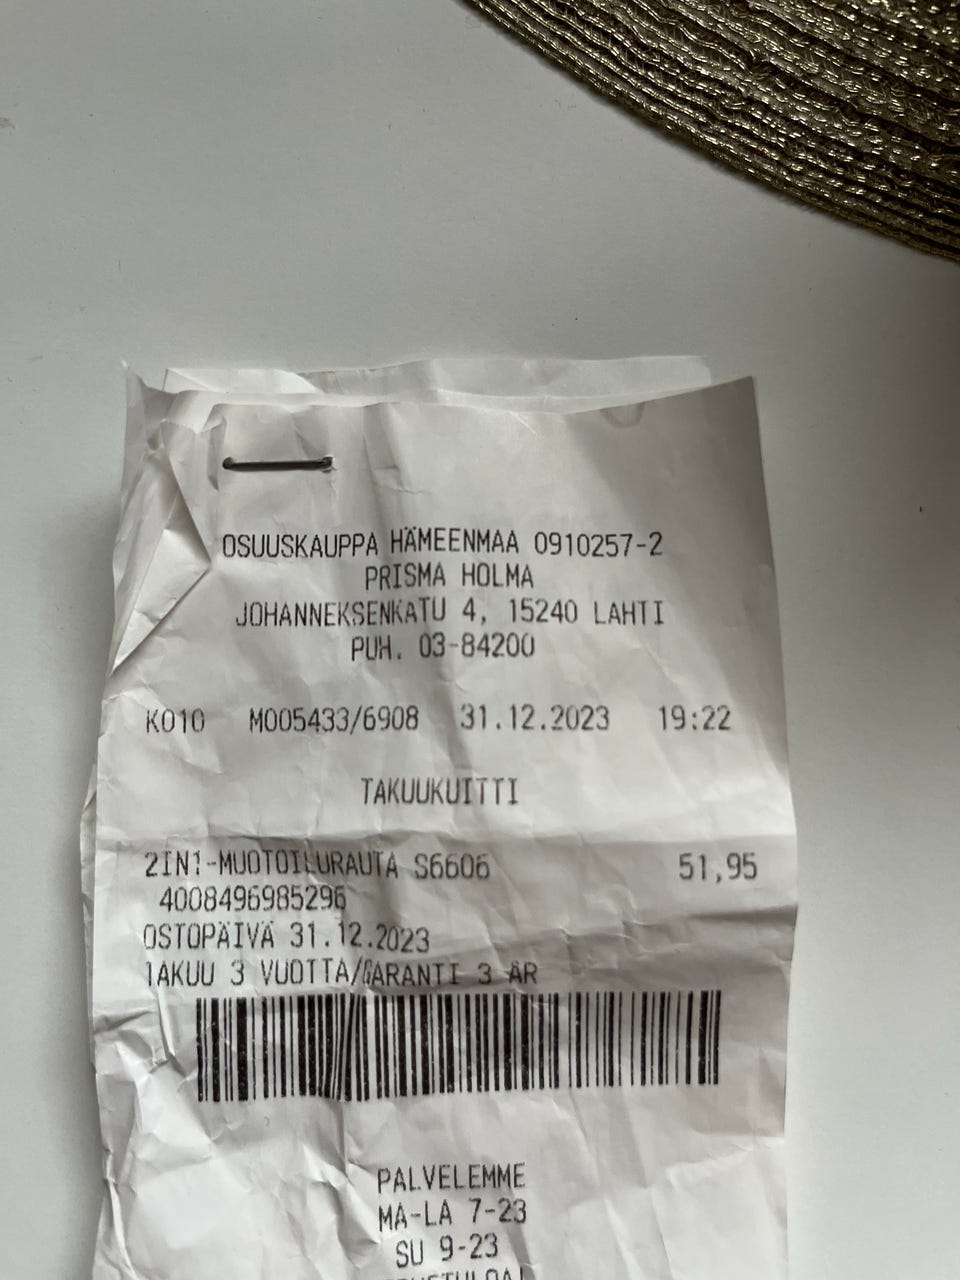 OSUUSKAUPPA HÄMEENMAA 0910257-2
PRISMA HOLMA
JOHANNEKSENKATU 4, 15240 LAHTI
PUH. 03-84200
K010 M005433/6908 31.12.2023 19:22
TAKUUKUITTI
2IN1-MUOTOILURAUTA S6606 51,95
4008496985296
OSTOPÄIVÄ 31.12.2023
TAKUU 3 VUOTTA/GARANTI 3 ÅR
PALVELEMME
MA-LA 7-23
SU 9-23